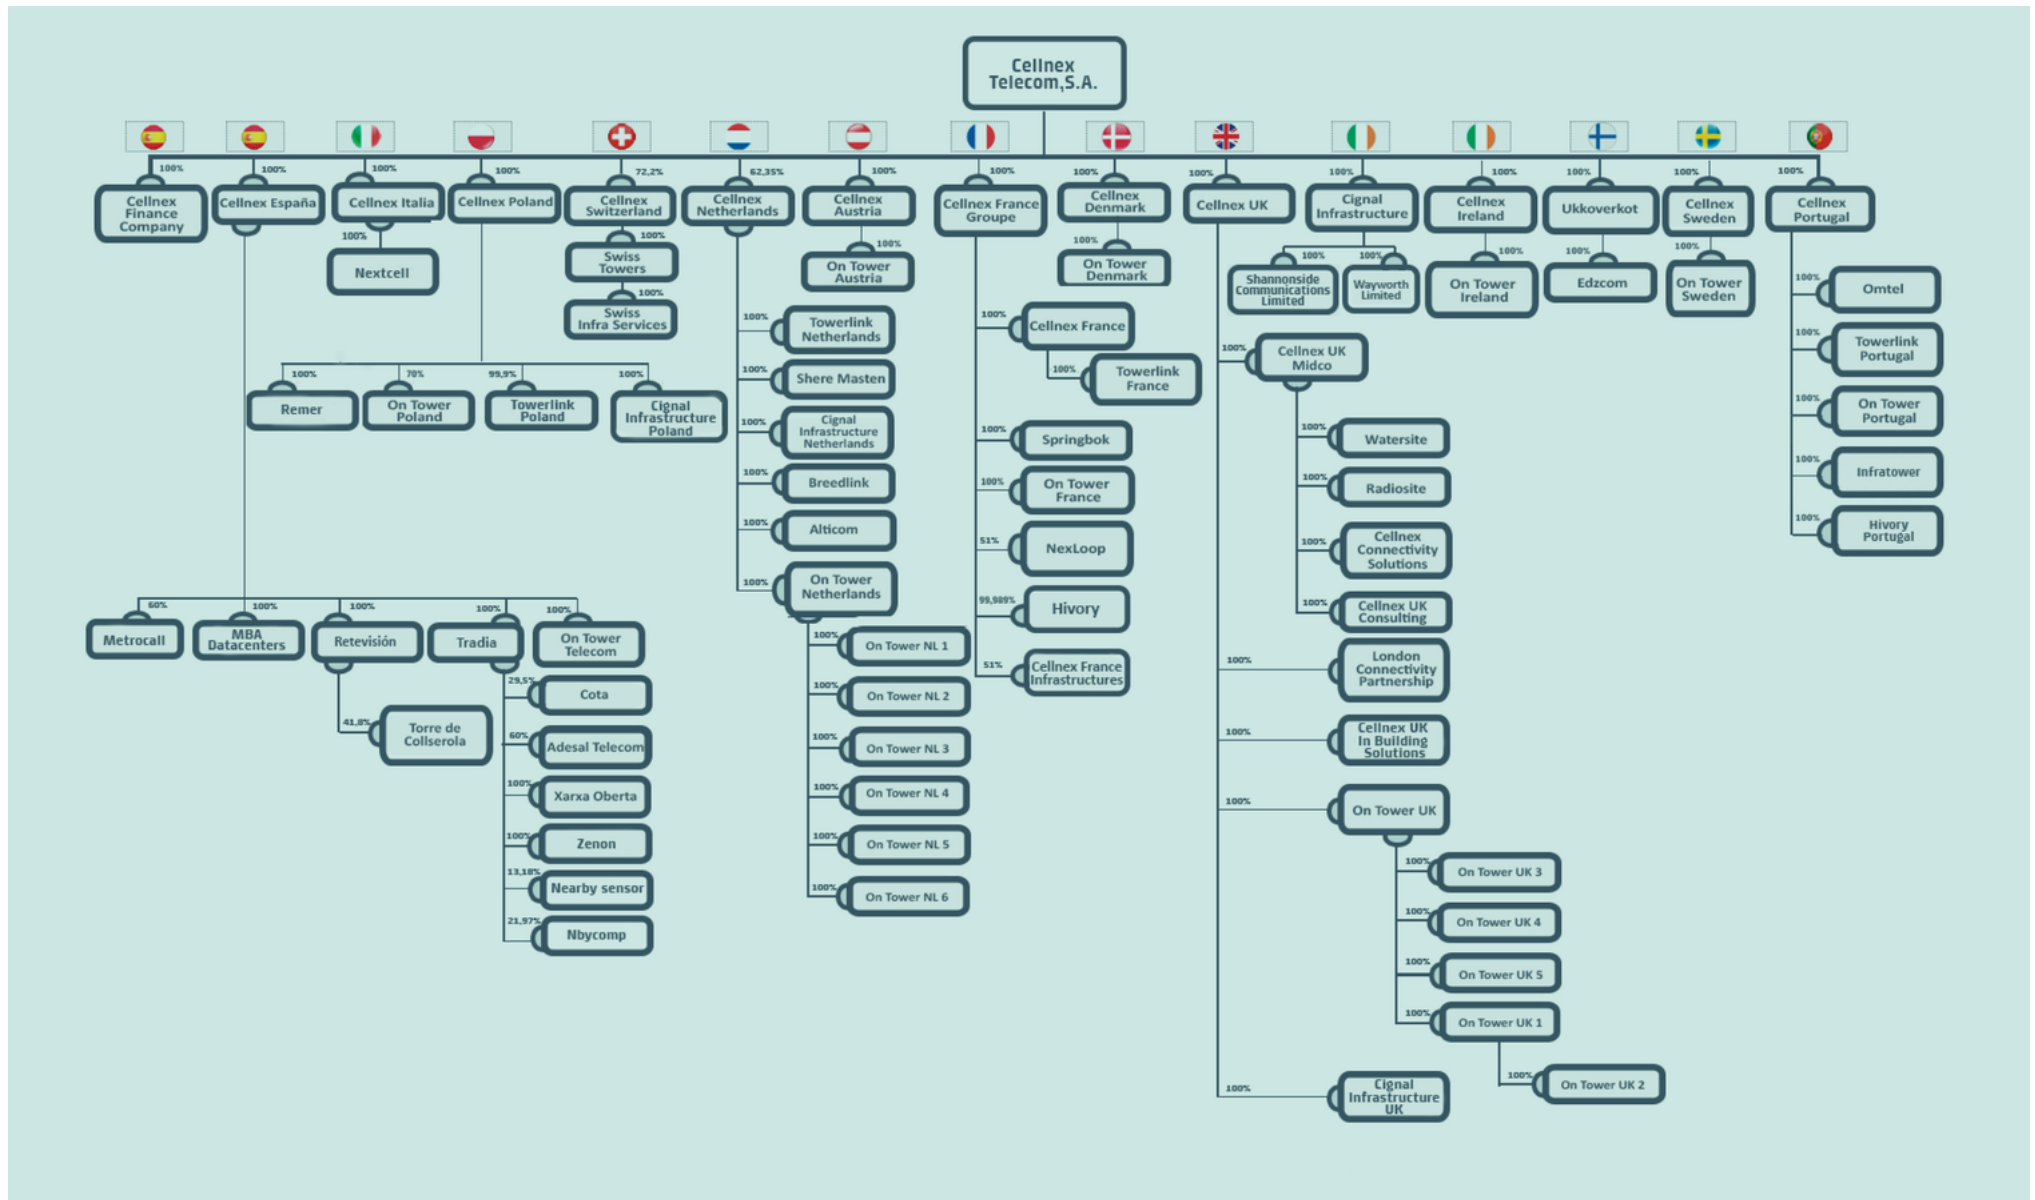 Cellnex
Telecom,S.A.
100%
100%
100%
100%
72,2%
62,35%
100%
100%
100%
100%
100%
100%
100%
100%
100%
Cellnex
Finance
Company
Cellnex España
Cellnex Italia
Cellnex Poland
Cellnex
Switzerland
Cellnex
Netherlands
Cellnex
Austria
Cellnex France
Groupe
Cellnex
Denmark
Cellnex UK
Cignal
Infrastructure
Cellnex
Ireland
Ukkoverkot
Cellnex
Sweden
Cellnex
Portugal
100%
Nextcell
100%
Swiss
Towers
100%
Swiss
Infra Services
100%
On Tower
Austria
100%
On Tower
Denmark
100%
Shannonside
Communications
Limited
100%
Wayworth
Limited
100%
On Tower
Ireland
100%
Edzcom
100%
On Tower
Sweden
100%
Omtel
100%
Towerlink
Portugal
100%
On Tower
Portugal
100%
Infratower
100%
Hivory
Portugal
100%
Remer
70%
On Tower
Poland
99,9%
Towerlink
Poland
100%
Cignal
Infrastructure
Poland
100%
Towerlink
Netherlands
100%
Shere Masten
100%
Cignal
Infrastructure
Netherlands
100%
Breedlink
100%
Alticom
100%
On Tower
Netherlands
100%
On Tower NL 1
100%
On Tower NL 2
100%
On Tower NL 3
100%
On Tower NL 4
100%
On Tower NL 5
100%
On Tower NL 6
100%
Cellnex France
100%
Towerlink
France
100%
Springbok
100%
On Tower
France
51%
NexLoop
99,989%
Hivory
51%
Cellnex France
Infrastructures
100%
Cellnex UK
Midco
100%
Watersite
100%
Radiosite
100%
Cellnex
Connectivity
Solutions
100%
Cellnex UK
Consulting
100%
London
Connectivity
Partnership
100%
Cellnex UK
In Building
Solutions
100%
On Tower UK
100%
On Tower UK 3
100%
On Tower UK 4
100%
On Tower UK 5
100%
On Tower UK 1
100%
On Tower UK 2
100%
Cignal
Infrastructure
UK
60%
Metrocall
100%
MBA
Datacenters
100%
Retevisión
100%
Tradia
100%
On Tower
Telecom
41,8%
Torre de
Collserola
29,5%
Cota
60%
Adesal Telecom
100%
Xarxa Oberta
100%
Zenon
13,18%
Nearby sensor
21,97%
Nbycomp